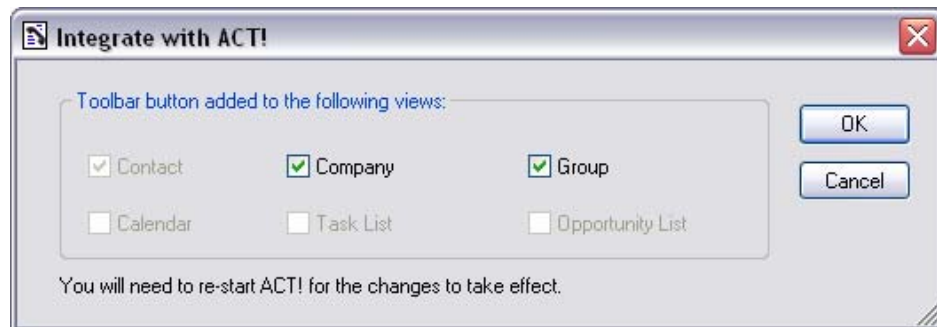 Integrate with ACT!
Toolbar button added to the following views:
Contact Company Group
Calendar Task List Opportunity List
OK
Cancel
You will need to re-start ACT! for the changes to take effect.